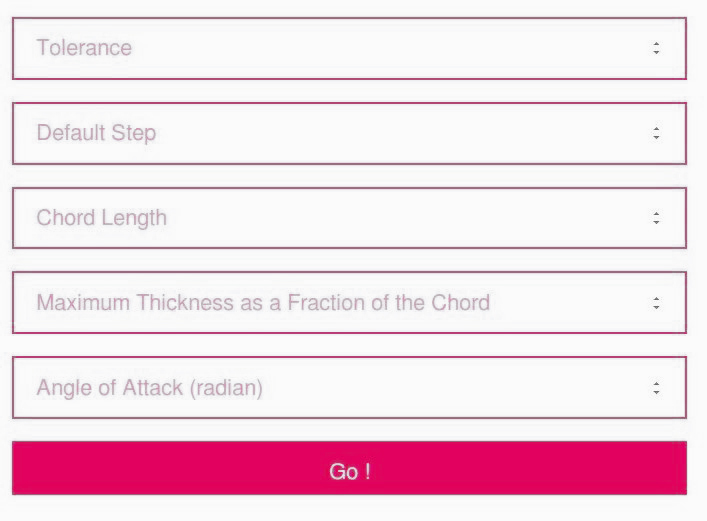 Tolerance
Default Step
Chord Length
Maximum Thickness as a Fraction of the Chord
Angle of Attack (radian)
Go !